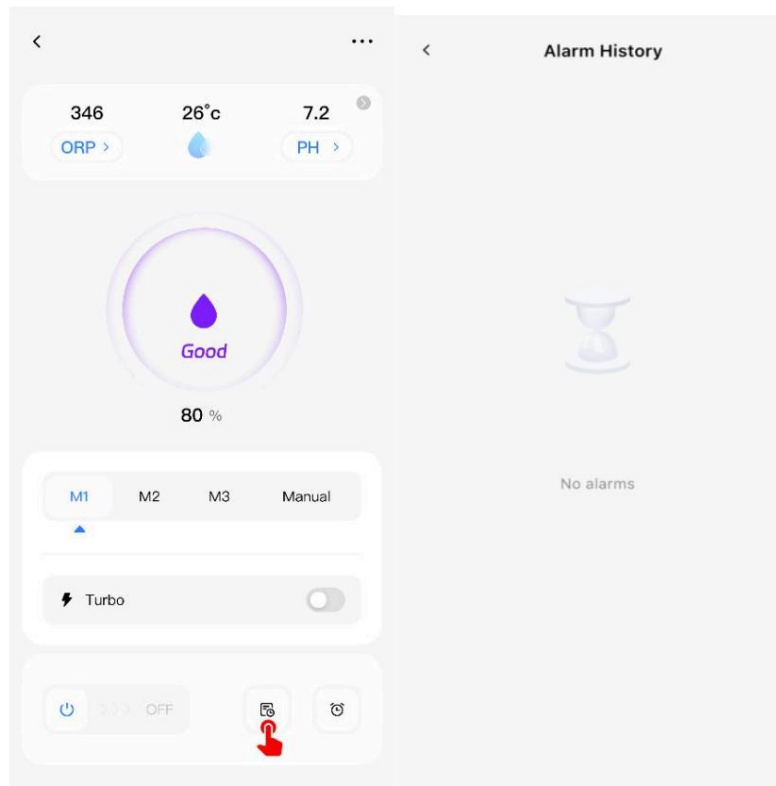 346 26°c 7.2
ORP > PH >
Good
80 %
M1 M2 M3 Manual
Turbo
OFF
Alarm History
No alarms